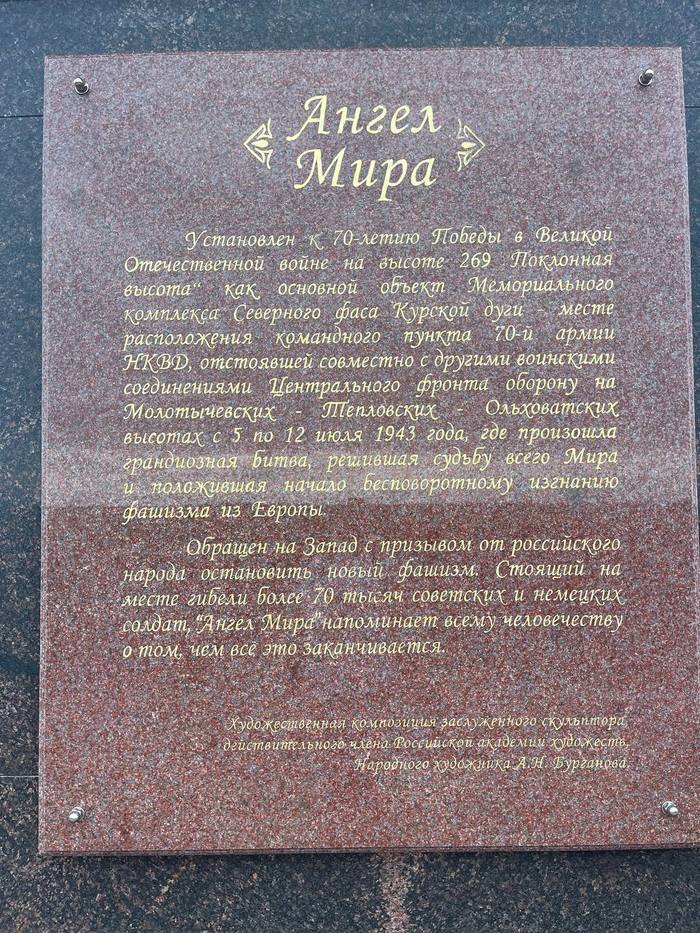 Ангел
Мира
Установлен к 70-летию Победы в Великой
Отечественной войне на высоте 269 Поклонная
высота“ как основной объект Мемориального
комплекса Северного фаса Курской дуги - месте
расположения командного пункта 70-й армии
НКВД, отстоявшей совместно с другими воинскими
соединениями Центрального фронта оборону на
Молотычевских - Тепловских - Ольховатских
высотах с 5 по 12 июля 1943 года, где произошла
грандиозная битва, решившая судьбу всего Мира
и положившая начало бесповоротному изгнанию
фашизма из Европы.
Обращен на Запад с призывом от российского
народа остановить новый фашизм. Стоящий на
месте гибели более 70 тысяч советских и немецких
солдат, “Ангел Мира” напоминает всему человечеству
о том, чем всё это заканчивается.
Художественная композиция заслуженного скульптора,
действительного члена Российской академии художеств,
Народного художника А.Н. Бурганова.